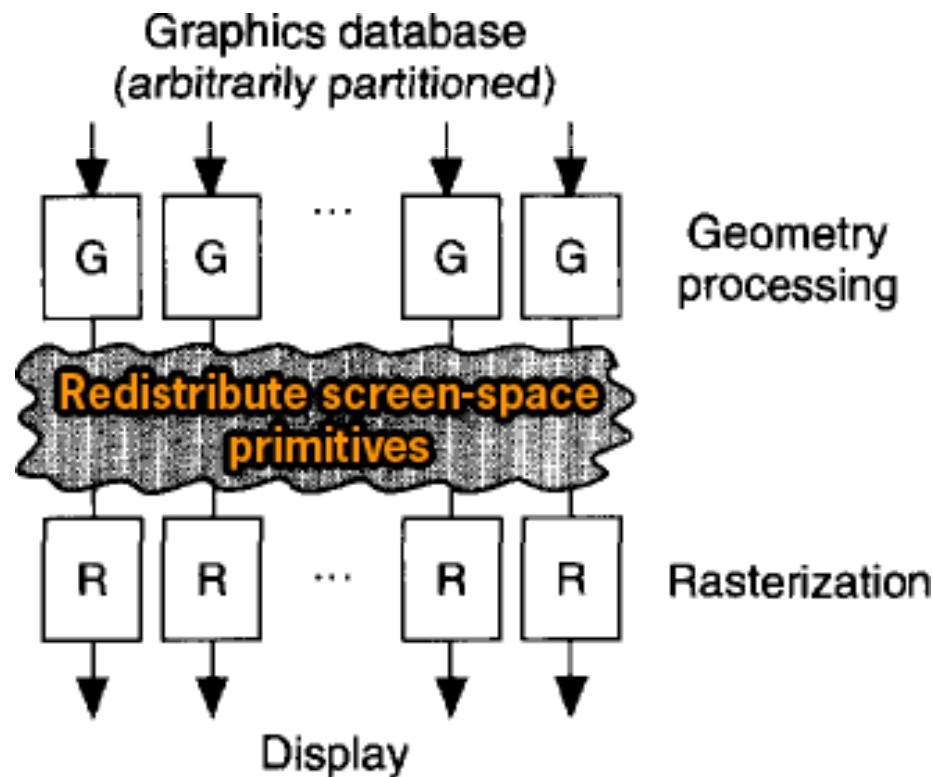 Graphics database
(arbitrarily partitioned)
G G ... G G
Geometry
processing
Redistribute screen-space
primitives
R R ... R R
Rasterization
Display